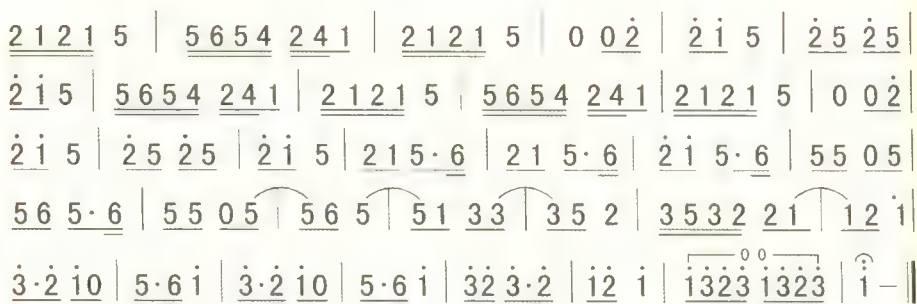 2 1 2 1 5 | 5 6 5 4 2 4 1 | 2 1 2 1 5 | 0 0 2̇ | 2̇ 1̇ 5 | 2̇ 5 2̇ 5 |
2̇ 1̇ 5 | 5 6 5 4 2 4 1 | 2 1 2 1 5 | 5 6 5 4 2 4 1 | 2 1 2 1 5 | 0 0 2̇ |
2̇ 1̇ 5 | 2̇ 5 2̇ 5 | 2̇ 1̇ 5 | 2 1 5· 6̣ | 2 1 5· 6̇ | 2̇ 1̇ 5· 6̇ | 5 5 0 5 |
5 6 5· 6̇ | 5 5 0 5 | 5 6 5 | 5 1 3 3 | 3 5 2 | 3 5 3 2 2 1 | 1 2 1̇ |
3̇·2̇ 1̇0 | 5·6 1̇ | 3̇·2̇ 1̇0 | 5·6 1̇ | 3̇2̇ 3̇·2̇ | 1̇2̇ 1̇ | 1̇3̇2̇3̇ 1̇3̇2̇3̇ | 1̇ – ‖